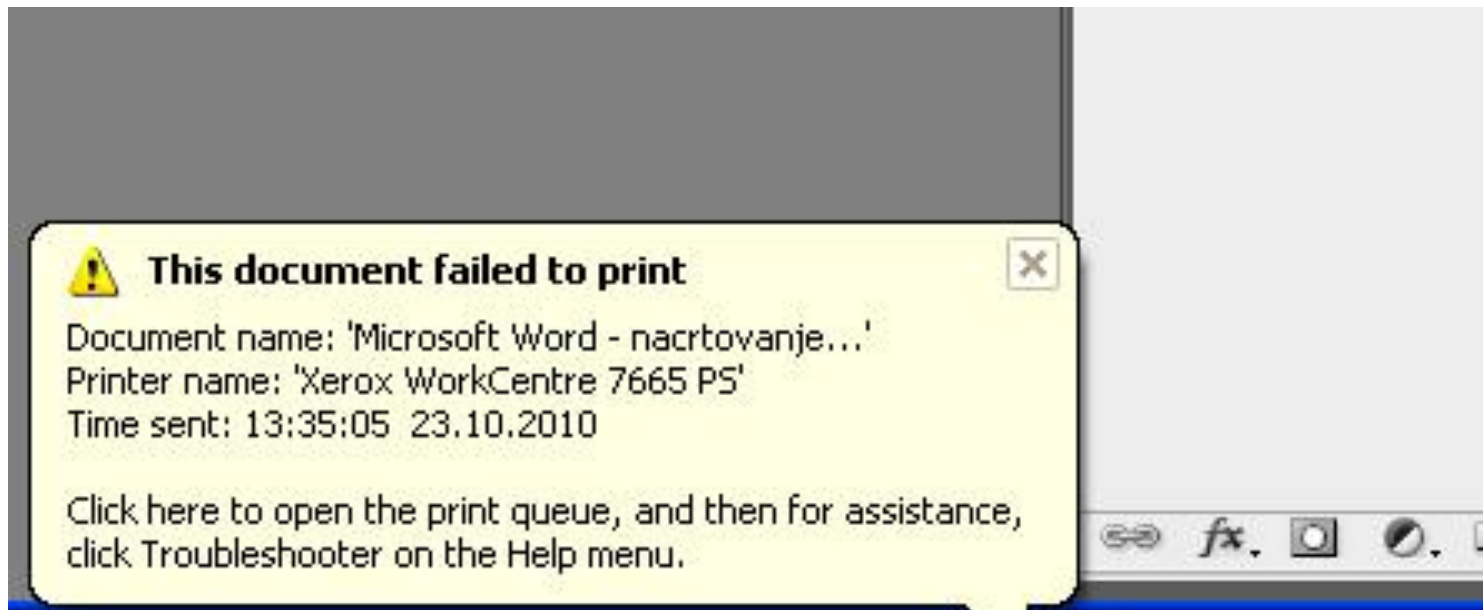 This document failed to print
Document name: 'Microsoft Word - nacrtovanje...'
Printer name: 'Xerox WorkCentre 7665 PS'
Time sent: 13:35:05 23.10.2010
Click here to open the print queue, and then for assistance,
click Troubleshooter on the Help menu.
fx.